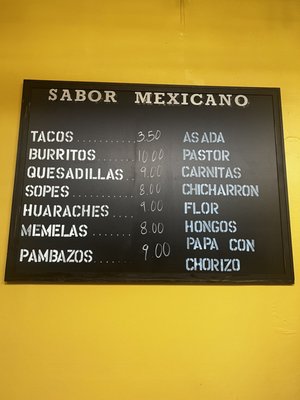 SABOR MEXICANO
TACOS.......... 3.50
BURRITOS....... 10.00
QUESADILLAS.. 9.00
SOPES.......... 8.00
HUARACHES.... 9.00
MEMELAS....... 8.00
PAMBAZOS...... 9.00
ASADA
PASTOR
CARNITAS
CHICHARRON
FLOR
HONGOS
PAPA CON
CHORIZO